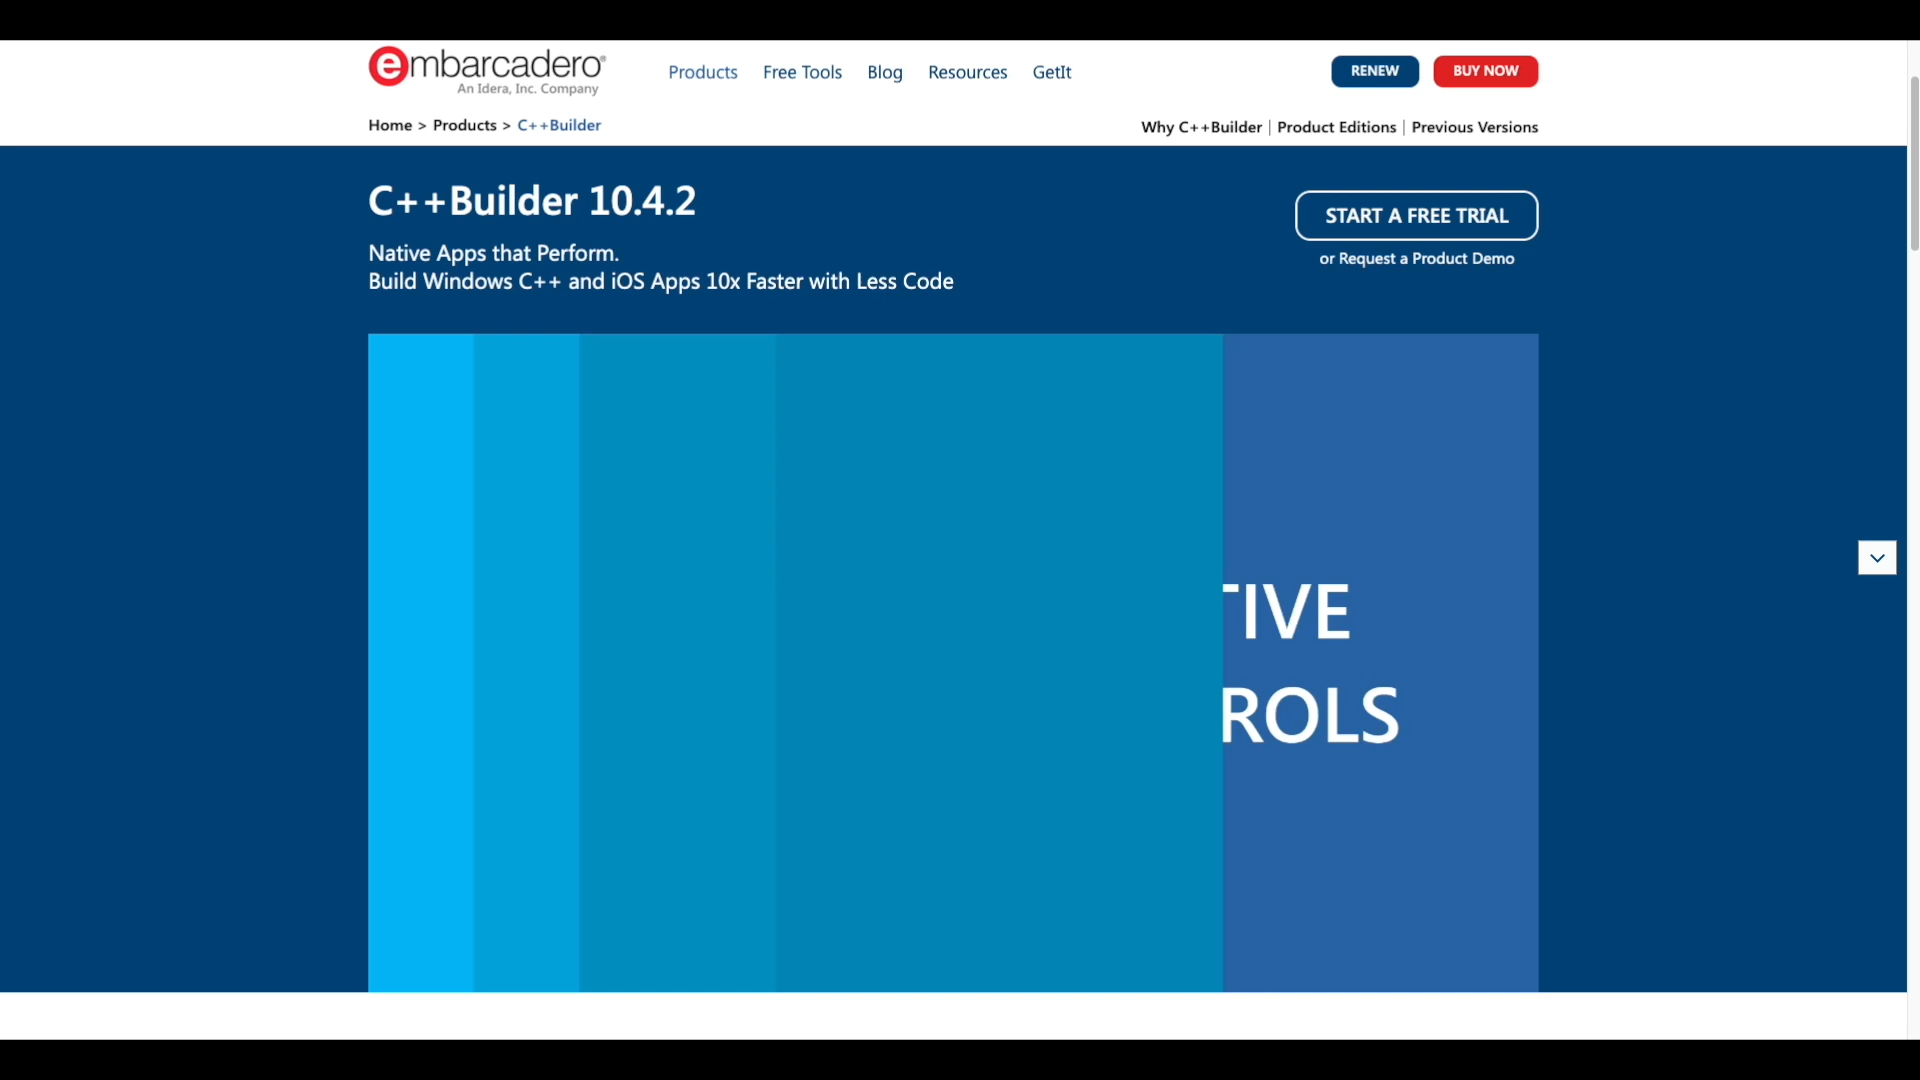 embarcadero®
An Idera, Inc. Company
Products Free Tools Blog Resources GetIt
RENEW BUY NOW
Home > Products > C++Builder
Why C++Builder | Product Editions | Previous Versions
C++Builder 10.4.2
START A FREE TRIAL
Native Apps that Perform.
or Request a Product Demo
Build Windows C++ and iOS Apps 10x Faster with Less Code
TIVE
ROLS